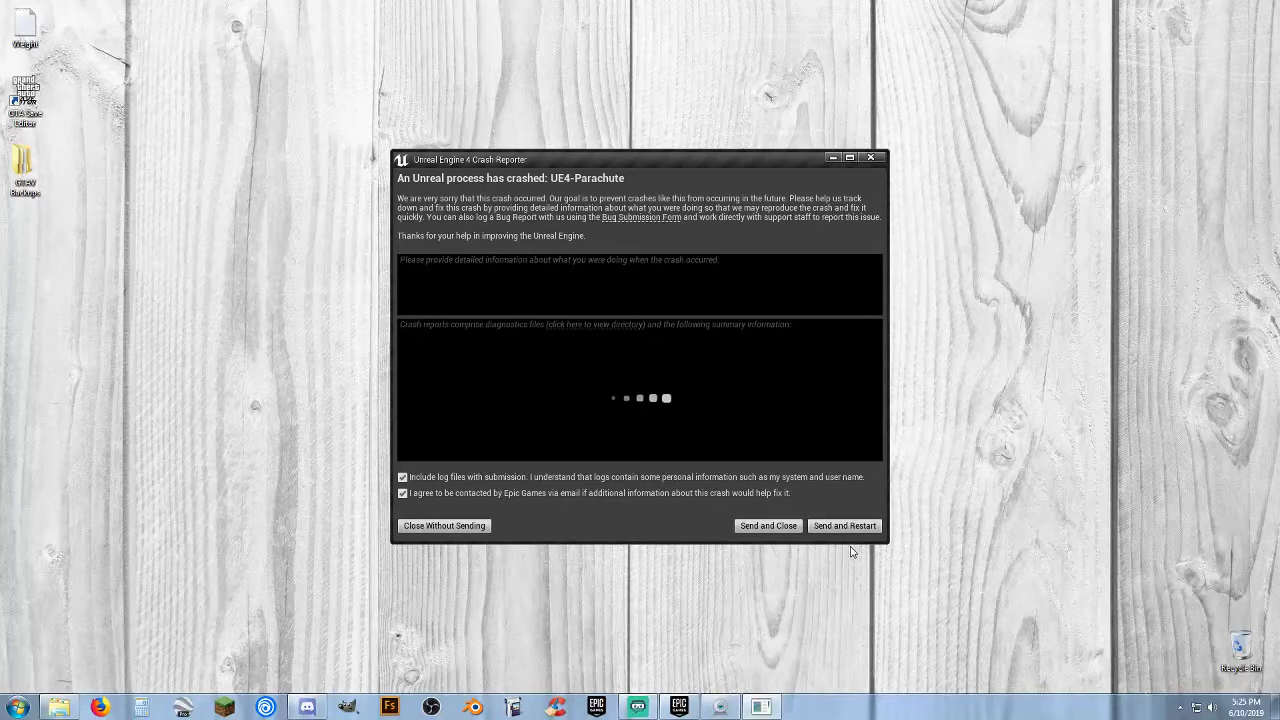 Weight
GTA Save
Editor
GTAV
Backups
Unreal Engine 4 Crash Reporter
An Unreal process has crashed: UE4-Parachute
We are very sorry that this crash occurred. Our goal is to prevent crashes like this from occurring in the future. Please help us track
down and fix this crash by providing detailed information about what you were doing so that we may reproduce the crash and fix it
quickly. You can also log a Bug Report with us using the Bug Submission Form and work directly with support staff to report this issue.
Thanks for your help in improving the Unreal Engine.
Please provide detailed information about what you were doing when the crash occurred.
Crash reports comprise diagnostics files (click here to view directory) and the following summary information:
Include log files with submission. I understand that logs contain some personal information such as my system and user name.
I agree to be contacted by Epic Games via email if additional information about this crash would help fix it.
Close Without Sending
Send and Close
Send and Restart
Recycle Bin
Pro
Fs
EPIC
GAMES
EPIC
GAMES
5:25 PM
6/10/2019